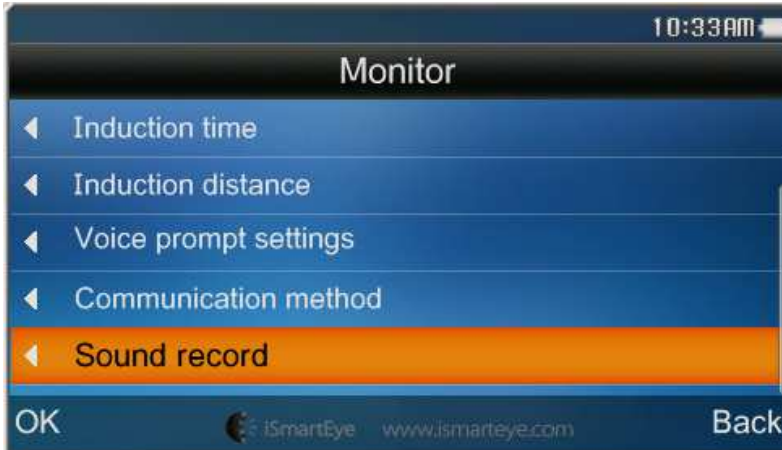 10:33AM
Monitor
Induction time
Induction distance
Voice prompt settings
Communication method
Sound record
OK
iSmartEye www.ismarteye.com
Back